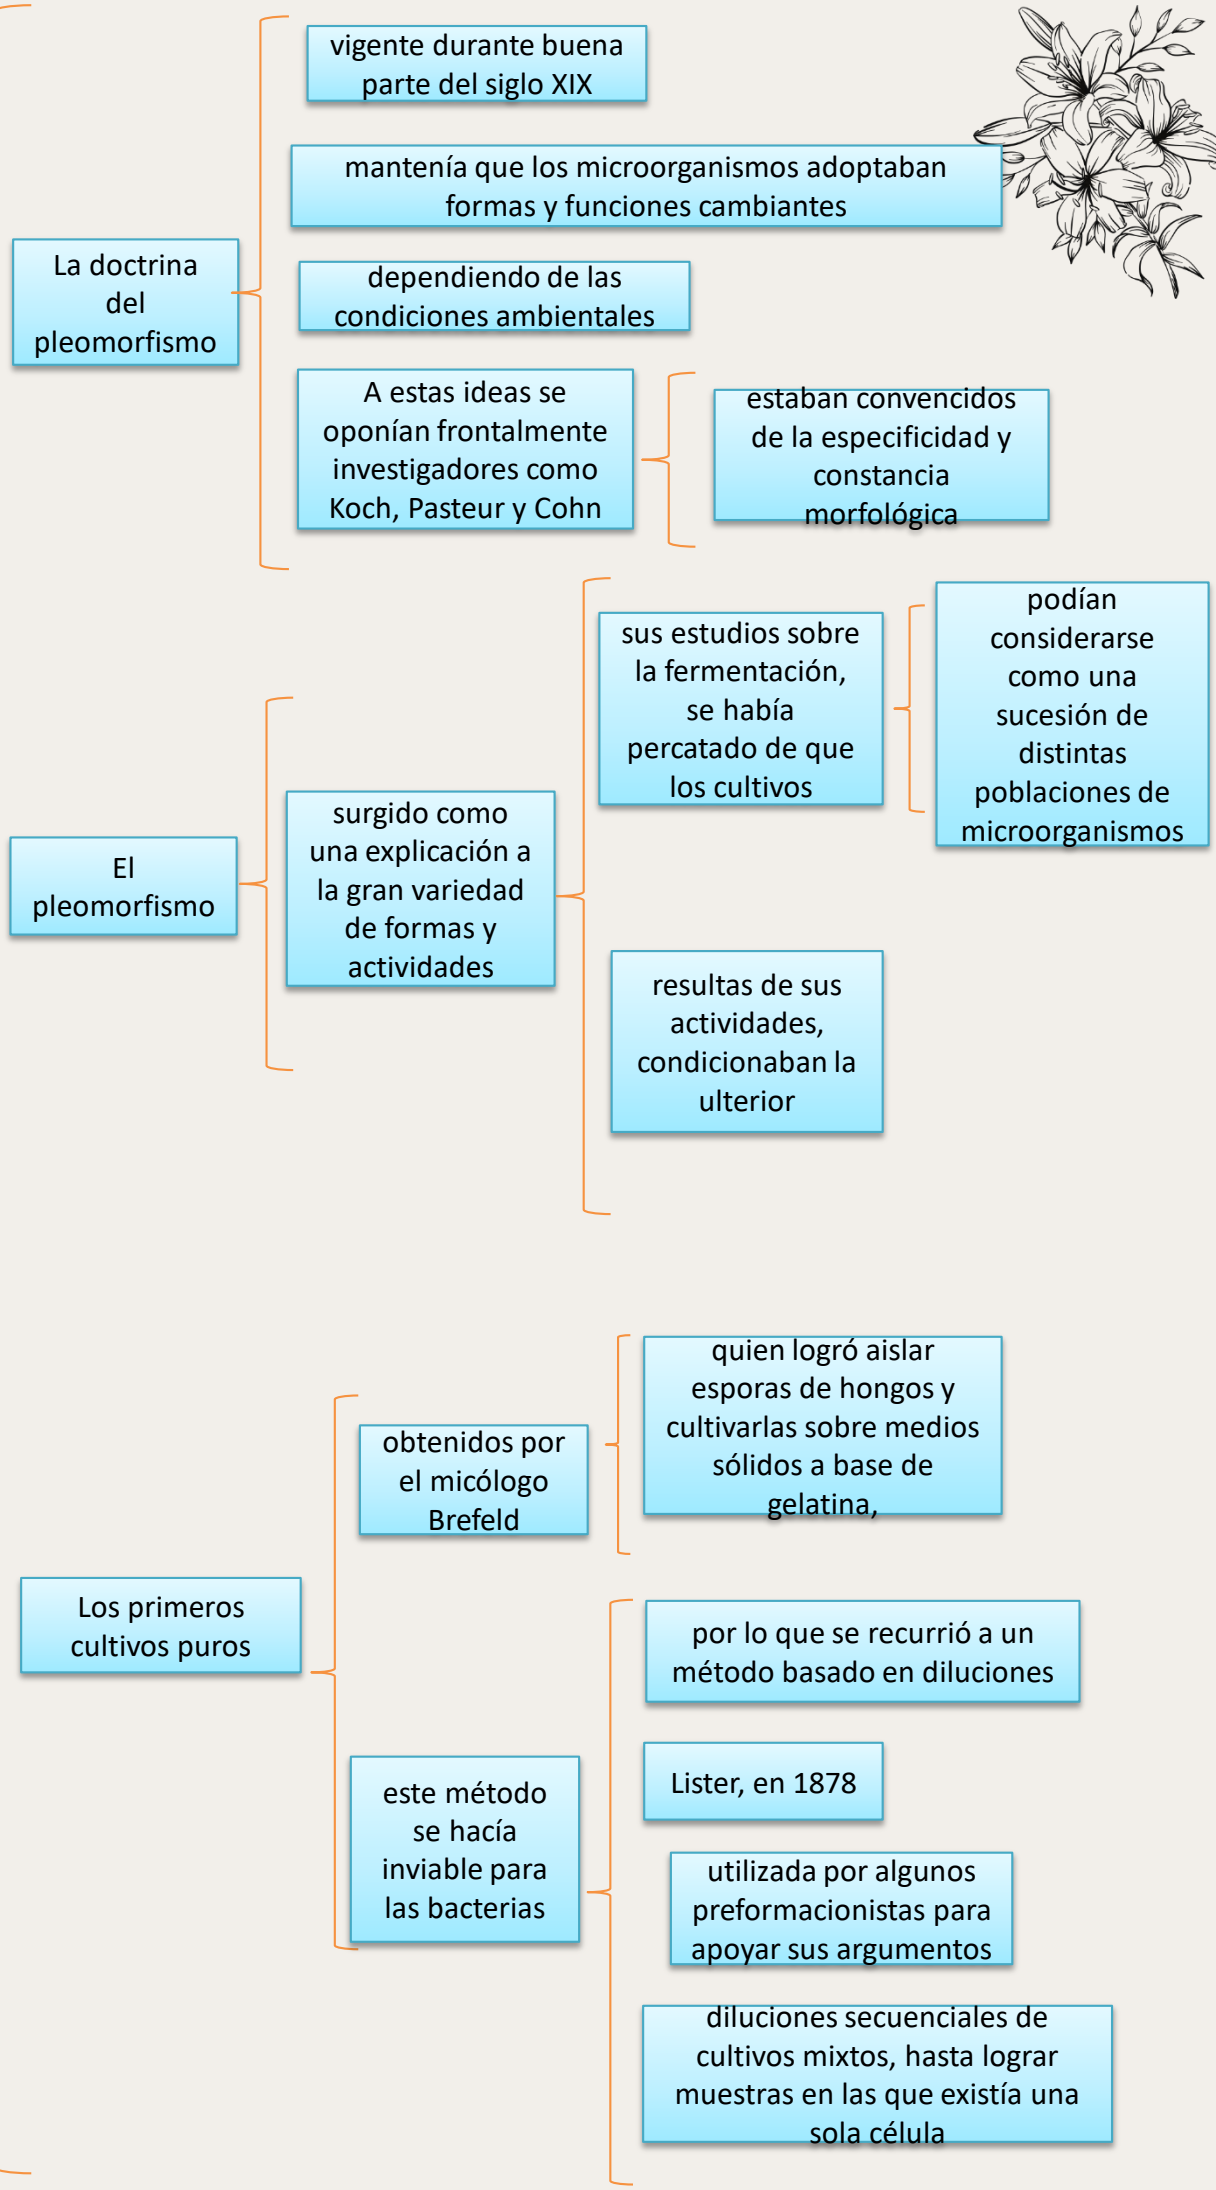 La doctrina
del
pleomorfismo
vigente durante buena
parte del siglo XIX
mantenía que los microorganismos adoptaban
formas y funciones cambiantes
dependiendo de las
condiciones ambientales
A estas ideas se
oponían frontalmente
investigadores como
Koch, Pasteur y Cohn
estaban convencidos
de la especificidad y
constancia
morfológica
El
pleomorfismo
surgido como
una explicación a
la gran variedad
de formas y
actividades
sus estudios sobre
la fermentación,
se había
percatado de que
los cultivos
podían
considerarse
como una
sucesión de
distintas
poblaciones de
microorganismos
resultas de sus
actividades,
condicionaban la
ulterior
Los primeros
cultivos puros
obtenidos por
el micólogo
Brefeld
quien logró aislar
esporas de hongos y
cultivarlas sobre medios
sólidos a base de
gelatina,
este método
se hacía
inviable para
las bacterias
por lo que se recurrió a un
método basado en diluciones
Lister, en 1878
utilizada por algunos
preformacionistas para
apoyar sus argumentos
diluciones secuenciales de
cultivos mixtos, hasta lograr
muestras en las que existía una
sola célula